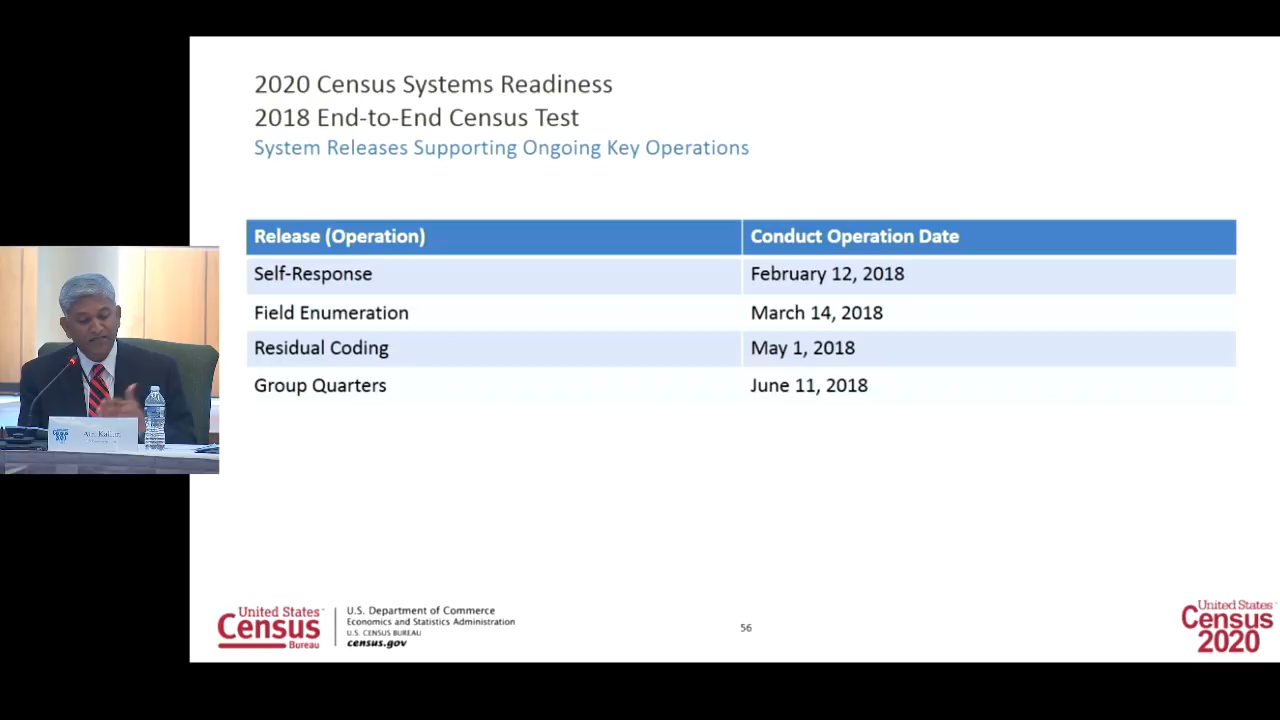 2020 Census Systems Readiness
2018 End-to-End Census Test
System Releases Supporting Ongoing Key Operations
Release (Operation) Conduct Operation Date
Self-Response February 12, 2018
Field Enumeration March 14, 2018
Residual Coding May 1, 2018
Group Quarters June 11, 2018
United States
Census
Bureau
U.S. Department of Commerce
Economics and Statistics Administration
U.S. CENSUS BUREAU
census.gov
56
United States
Census
2020